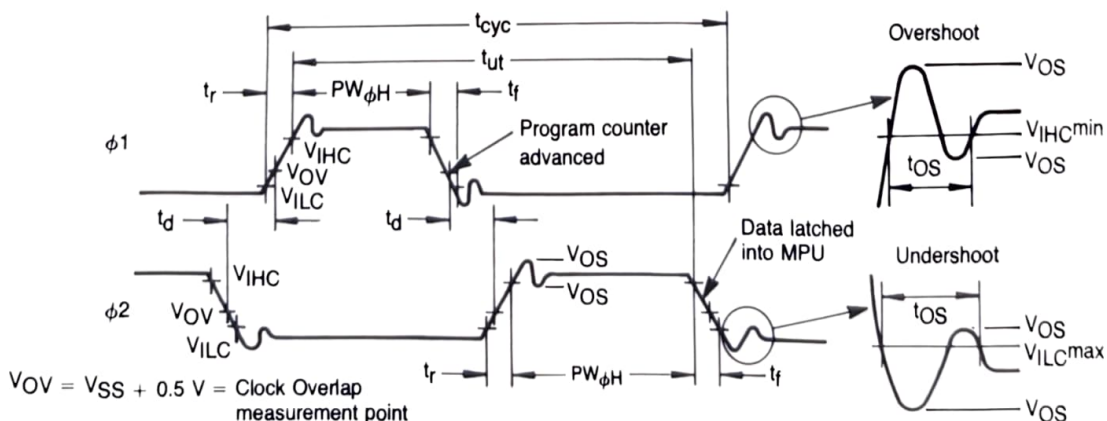 tcyc
tut
tr
PWϕH
tf
ϕ1
VIHC
VOV
VILC
Program counter
advanced
td
td
Overshoot
VOS
VIHCmin
VOS
tOS
ϕ2
VIHC
VOV
VILC
VOS
VOS
Data latched
into MPU
tr
PWϕH
tf
Undershoot
tOS
VOS
VILCmax
VOS
VOV = VSS + 0.5 V = Clock Overlap
measurement point